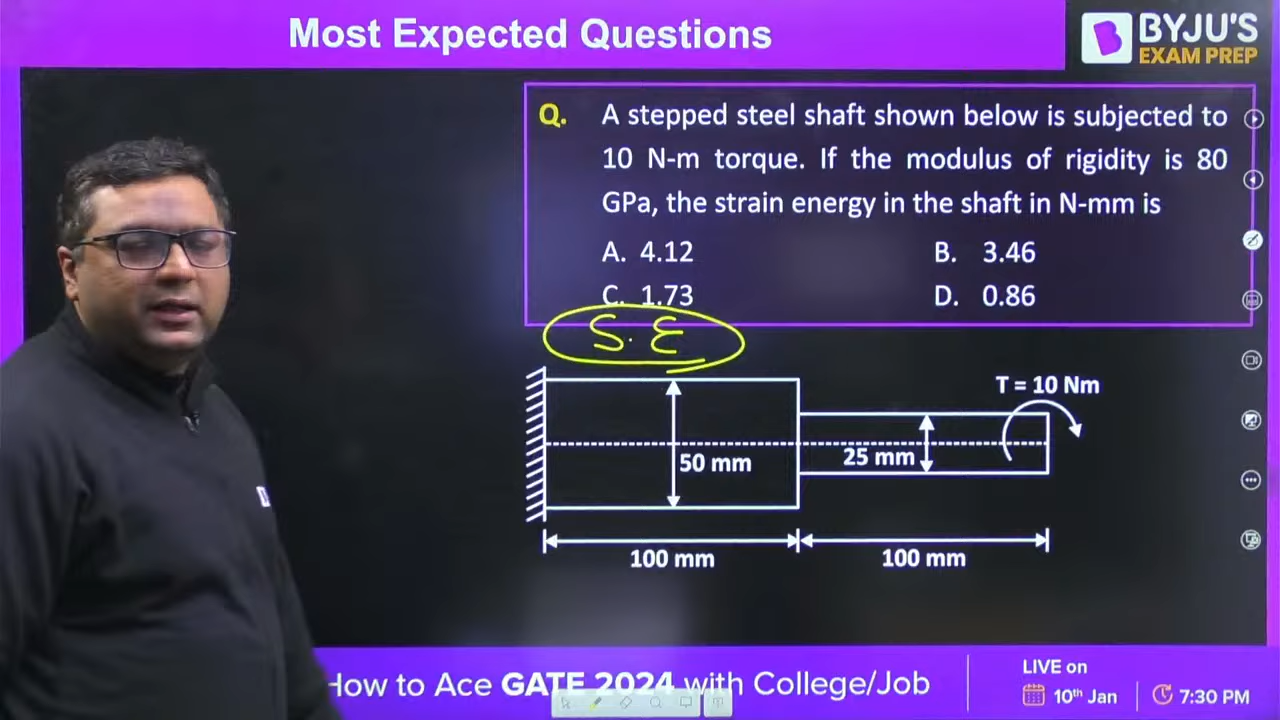 Most Expected Questions
BYJU'S
EXAM PREP
Q. A stepped steel shaft shown below is subjected to
10 N-m torque. If the modulus of rigidity is 80
GPa, the strain energy in the shaft in N-mm is
A. 4.12 B. 3.46
C. 1.73 D. 0.86
S.E
T = 10 Nm
50 mm
25 mm
100 mm 100 mm
How to Ace GATE 2024 with College/Job
LIVE on
10th Jan 7:30 PM